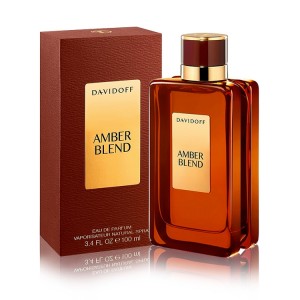 DAVIDOFF
AMBER
BLEND
EAU DE PARFUM
VAPORISATEUR NATURAL SPRAY
3.4 FL OZ ℮ 100 ml
DAVIDOFF
AMBER
BLEND